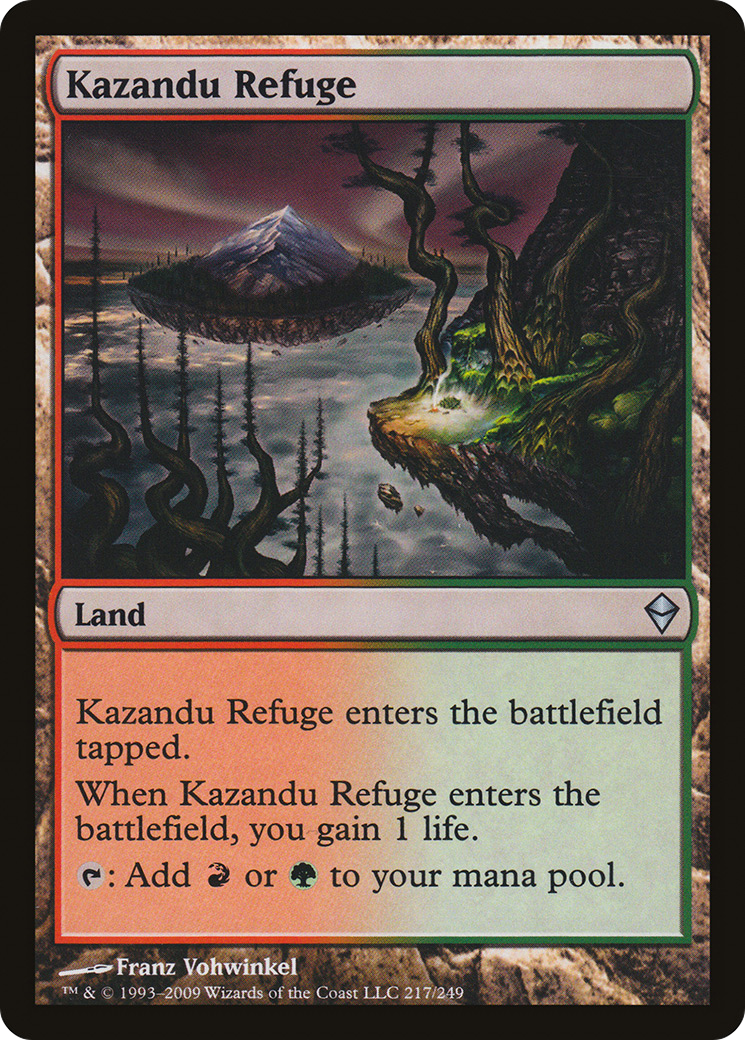 Kazandu Refuge
Land
Kazandu Refuge enters the battlefield
tapped.
When Kazandu Refuge enters the
battlefield, you gain 1 life.
: Add or to your mana pool.
Franz Vohwinkel
™ & © 1993–2009 Wizards of the Coast LLC 217/249